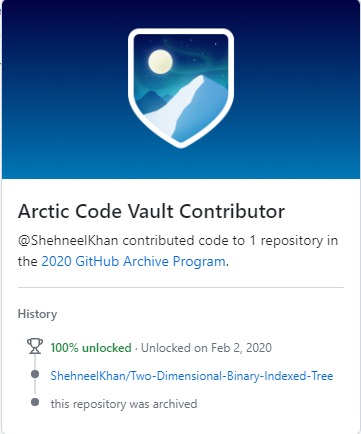 Arctic Code Vault Contributor
@ShehneelKhan contributed code to 1 repository in
the 2020 GitHub Archive Program.
History
100% unlocked · Unlocked on Feb 2, 2020
ShehneelKhan/Two-Dimensional-Binary-Indexed-Tree
this repository was archived